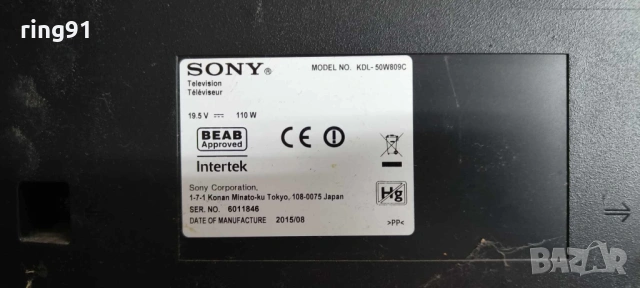 ring91
SONY®
MODEL NO. KDL-50W809C
Television
Téléviseur
19.5 V ⎓ 110 W
BEAB
Approved
CE
Intertek
Sony Corporation,
1-7-1 Konan Minato-ku Tokyo, 108-0075 Japan
Hg
SER. NO. 6011846
DATE OF MANUFACTURE 2015/08
>PP<
BAZAR